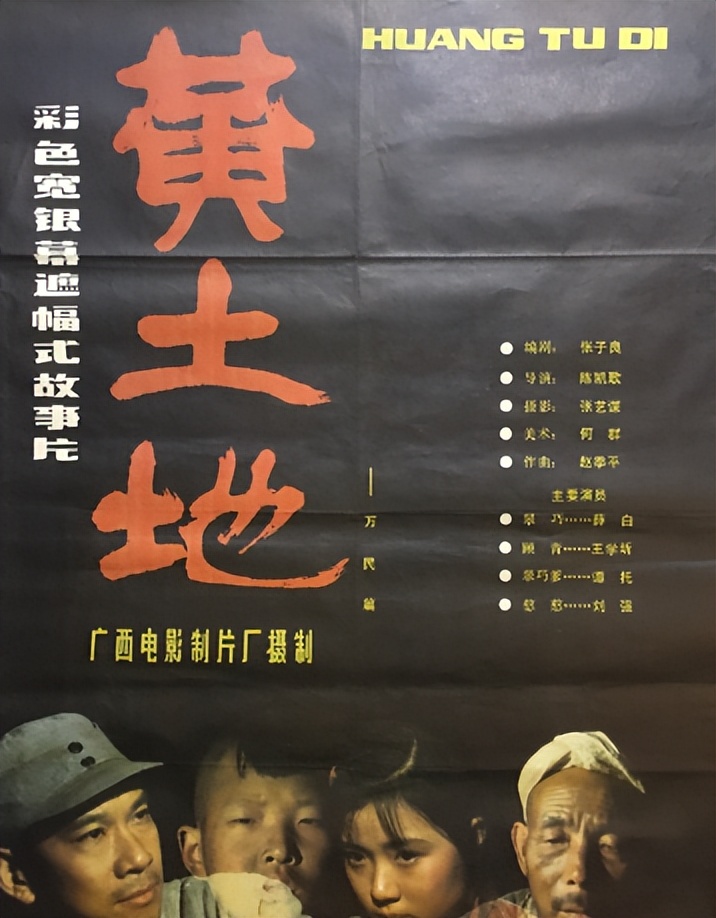 HUANG TU DI
黄土地
彩色宽银幕遮幅式故事片
编剧： 张子良
导演： 陈凯歌
摄影： 张艺谋
美术： 何 群
作曲： 赵季平
主要演员
翠 巧……薛 白
顾 青……王学圻
翠巧爹……谭 托
憨 憨……刘 强
万民
广西电影制片厂摄制